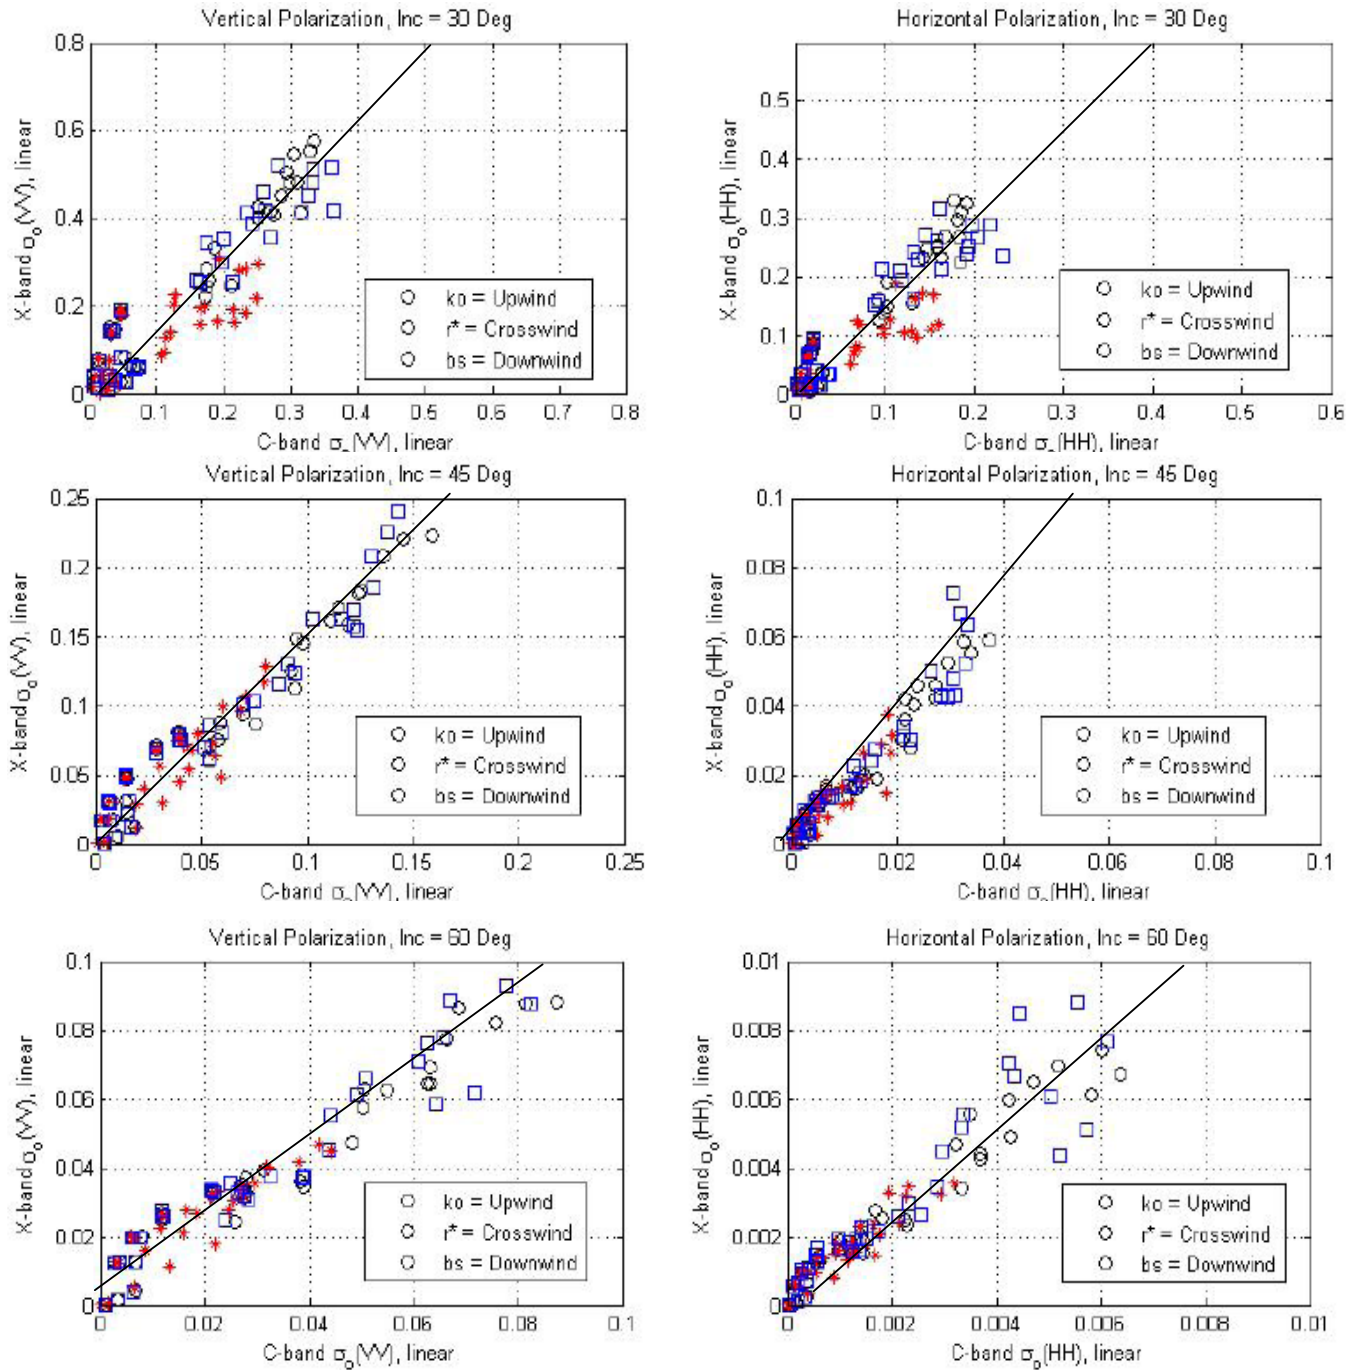 Vertical Polarization, Inc = 30 Deg
X-band σo(VV), linear
0.8
0.6
0.4
0.2
0
0 0.1 0.2 0.3 0.4 0.5 0.6 0.7 0.8
C-band σo(VV), linear
ko = Upwind
r* = Crosswind
bs = Downwind
Horizontal Polarization, Inc = 30 Deg
X-band σo(HH), linear
0.5
0.4
0.3
0.2
0.1
0
0 0.1 0.2 0.3 0.4 0.5 0.6
C-band σo(HH), linear
ko = Upwind
r* = Crosswind
bs = Downwind
Vertical Polarization, Inc = 45 Deg
X-band σo(VV), linear
0.25
0.2
0.15
0.1
0.05
0
0 0.05 0.1 0.15 0.2 0.25
C-band σo(VV), linear
ko = Upwind
r* = Crosswind
bs = Downwind
Horizontal Polarization, Inc = 45 Deg
X-band σo(HH), linear
0.1
0.08
0.06
0.04
0.02
0
0 0.02 0.04 0.06 0.08 0.1
C-band σo(HH), linear
ko = Upwind
r* = Crosswind
bs = Downwind
Vertical Polarization, Inc = 60 Deg
X-band σo(VV), linear
0.1
0.08
0.06
0.04
0.02
0
0 0.02 0.04 0.06 0.08 0.1
C-band σo(VV), linear
ko = Upwind
r* = Crosswind
bs = Downwind
Horizontal Polarization, Inc = 60 Deg
X-band σo(HH), linear
0.01
0.008
0.006
0.004
0.002
0
0 0.002 0.004 0.006 0.008 0.01
C-band σo(HH), linear
ko = Upwind
r* = Crosswind
bs = Downwind